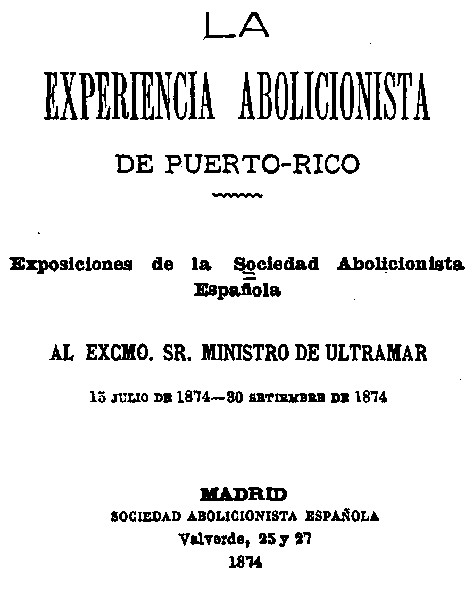 LA
EXPERIENCIA ABOLICIONISTA
DE PUERTO-RICO
Exposiciones de la Sociedad Abolicionista
Española
AL EXCMO. SR. MINISTRO DE ULTRAMAR
15 JULIO DE 1874—30 SETIEMBRE DE 1874
MADRID
SOCIEDAD ABOLICIONISTA ESPAÑOLA
Valverde, 25 y 27
1874